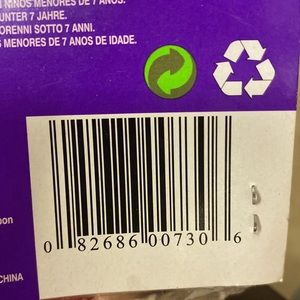 NIÑOS MENORES DE 7 ANOS.
UNTER 7 JAHRE.
ORENNI SOTTO 7 ANNI.
MENORES DE 7 ANOS DE IDADE.
0 82686 00730 6
CHINA